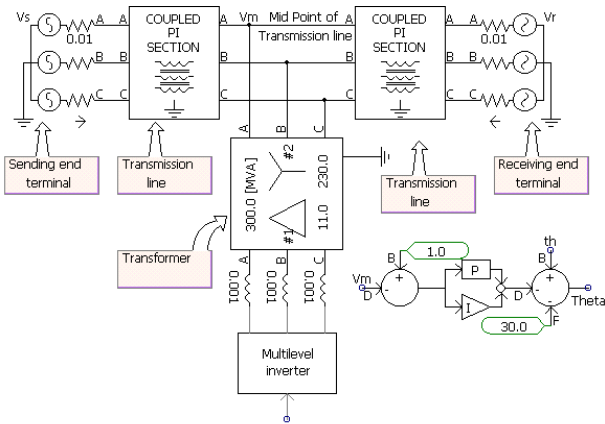 Vs
A A
COUPLED
PI
SECTION
A Vm Mid Point of A
Transmission line
COUPLED
PI
SECTION
A A
Vr
0.01
0.01
B B
B
B
B B
C C
C
C
C C
A
B
C
Sending end
terminal
Transmission
line
300.0 [MVA]
#2
230.0
#1
11.0
Transmission
line
Receiving end
terminal
Transformer
A
B
C
0.001
0.001
0.001
Multilevel
inverter
1.0
th
B
B
+
+
Vm
D
-
P
I
D
-
-
Theta
30.0
F